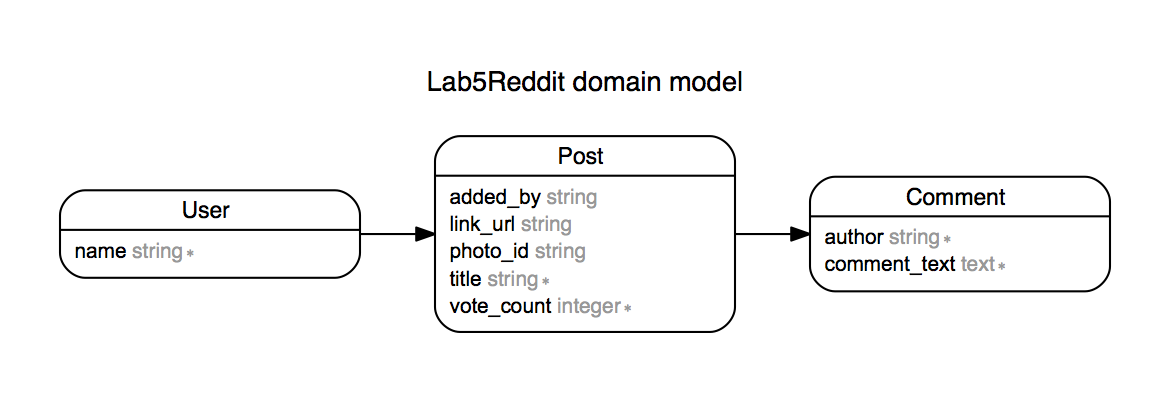 Lab5Reddit domain model
User
name string *
Post
added_by string
link_url string
photo_id string
title string *
vote_count integer *
Comment
author string *
comment_text text *